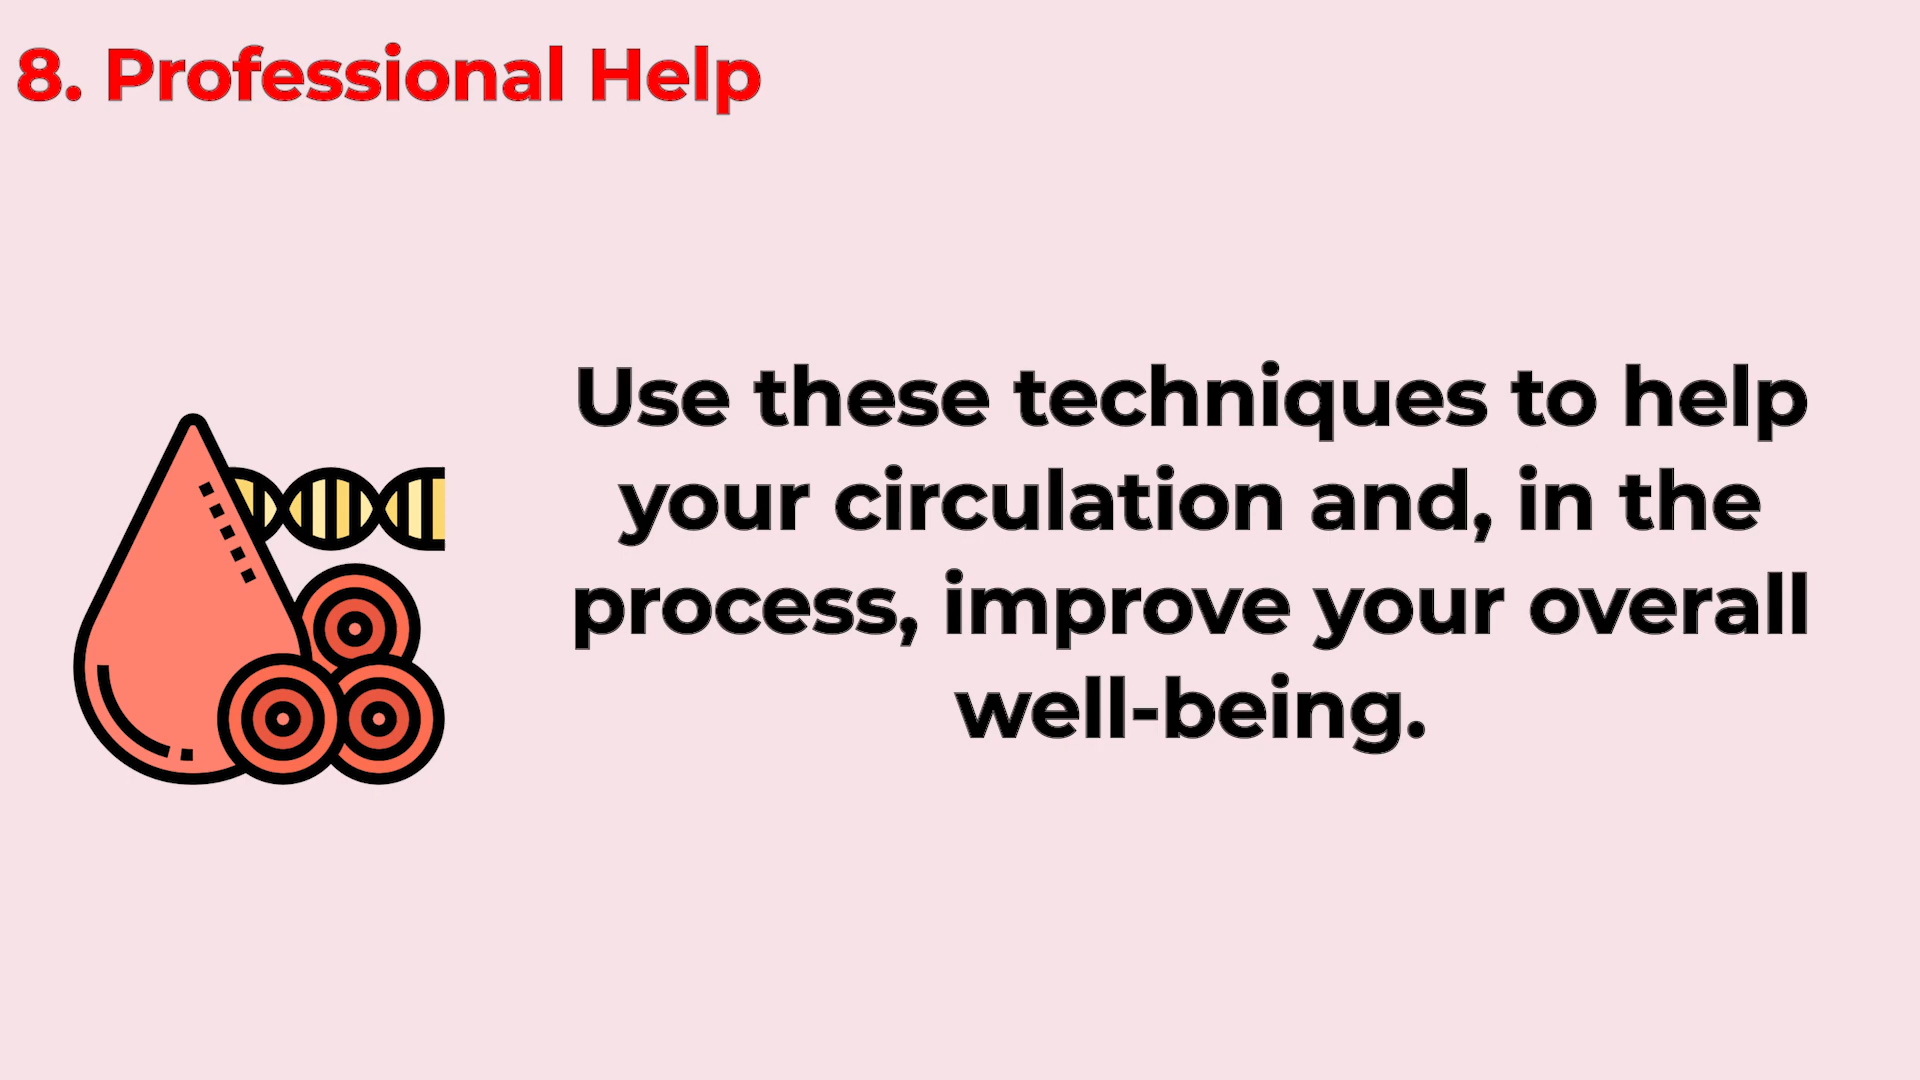 8. Professional Help
Use these techniques to help
your circulation and, in the
process, improve your overall
well-being.